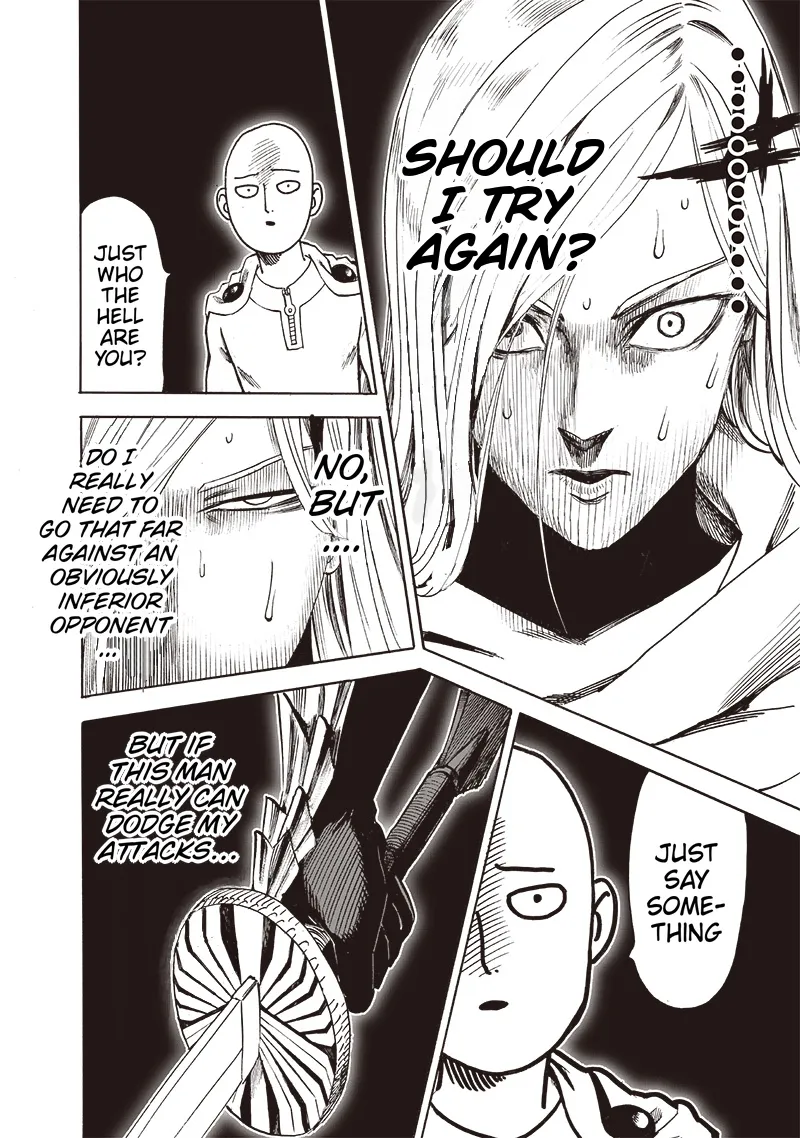 SHOULD
I TRY
AGAIN?
JUST
WHO
THE
HELL
ARE
YOU?
NO,
BUT
....
DO I
REALLY
NEED TO
GO THAT FAR
AGAINST AN
OBVIOUSLY
INFERIOR
OPPONENT
...
JUST
SAY
SOME-
THING
BUT IF
THIS MAN
REALLY CAN
DODGE MY
ATTACKS...